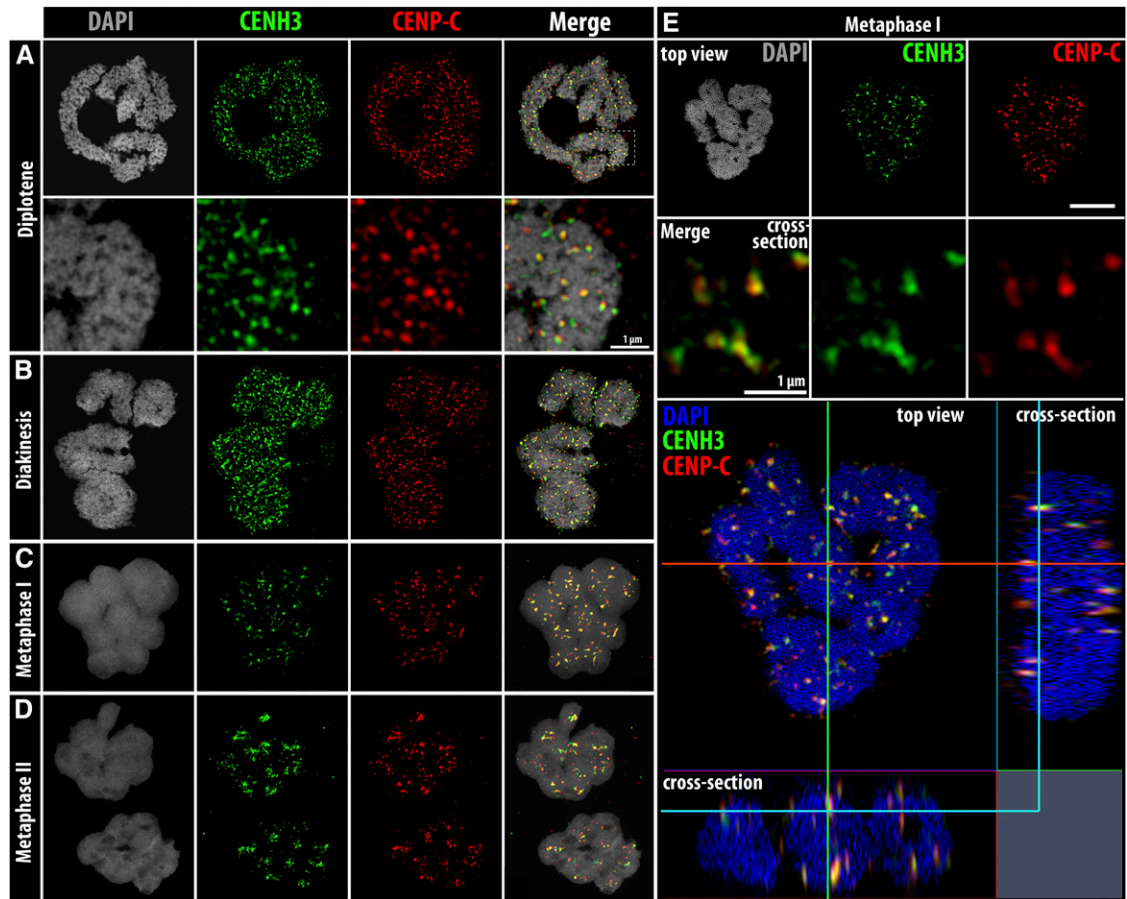 DAPI CENH3 CENP-C Merge
A
Diplotene
1 μm
B
Diakinesis
C
Metaphase I
D
Metaphase II
E
Metaphase I
top view DAPI CENH3 CENP-C
Merge cross-
section
1 μm
DAPI top view cross-section
CENH3
CENP-C
cross-section